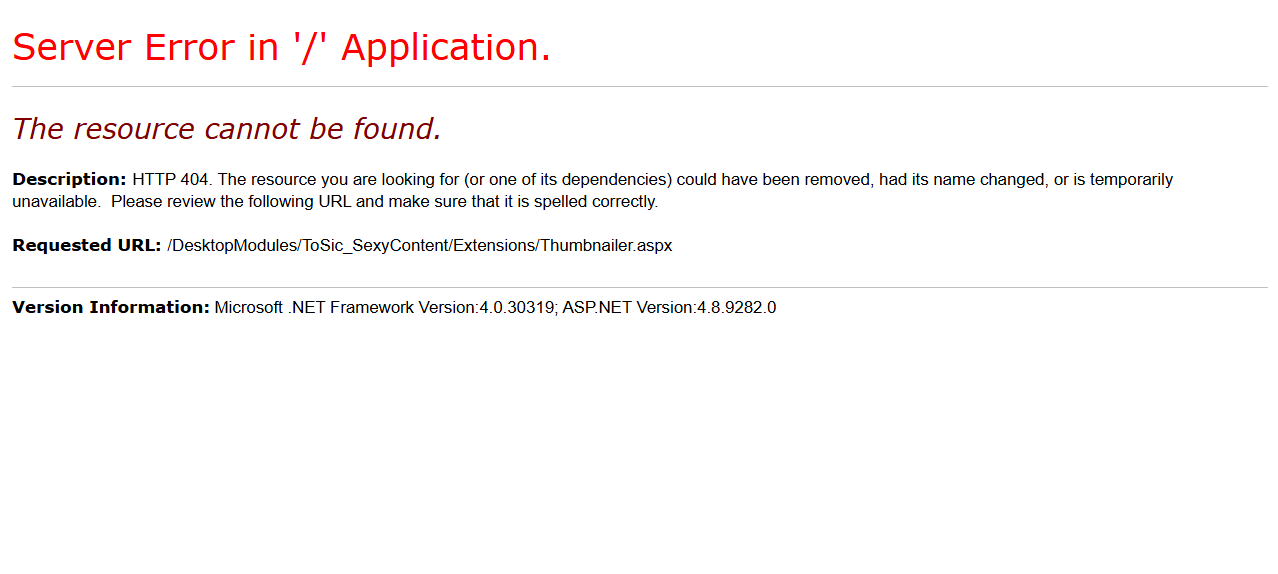 Server Error in '/' Application.
The resource cannot be found.
Description: HTTP 404. The resource you are looking for (or one of its dependencies) could have been removed, had its name changed, or is temporarily
unavailable.  Please review the following URL and make sure that it is spelled correctly.
Requested URL: /DesktopModules/ToSic_SexyContent/Extensions/Thumbnailer.aspx
Version Information: Microsoft .NET Framework Version:4.0.30319; ASP.NET Version:4.8.9282.0